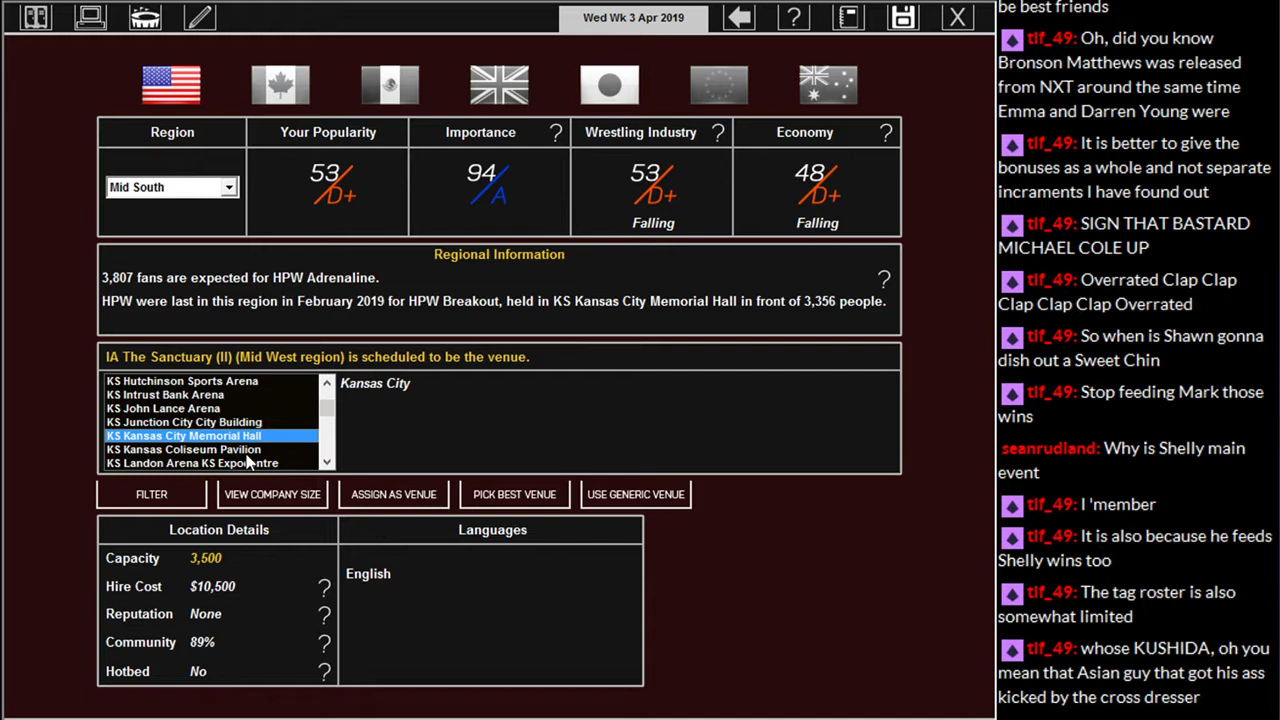 Wed Wk 3 Apr 2019
?
X
Region
Your Popularity
Importance ?
Wrestling Industry ?
Economy ?
Mid South
53 D+
94 A
53 D+
48 D+
Falling
Falling
Regional Information
3,807 fans are expected for HPW Adrenaline.
?
HPW were last in this region in February 2019 for HPW Breakout, held in KS Kansas City Memorial Hall in front of 3,356 people.
IA The Sanctuary (II) (Mid West region) is scheduled to be the venue.
KS Hutchinson Sports Arena
KS Intrust Bank Arena
KS John Lance Arena
KS Junction City City Building
KS Kansas City Memorial Hall
KS Kansas Coliseum Pavilion
KS Landon Arena KS Expocentre
Kansas City
FILTER
VIEW COMPANY SIZE
ASSIGN AS VENUE
PICK BEST VENUE
USE GENERIC VENUE
Location Details
Capacity 3,500
Hire Cost $10,500 ?
Reputation None ?
Community 89% ?
Hotbed No ?
Languages
English
be best friends
tlf_49: Oh, did you know
Bronson Matthews was released
from NXT around the same time
Emma and Darren Young were
tlf_49: It is better to give the
bonuses as a whole and not separate
incraments I have found out
tlf_49: SIGN THAT BASTARD
MICHAEL COLE UP
tlf_49: Overrated Clap Clap
Clap Clap Clap Overrated
tlf_49: So when is Shawn gonna
dish out a Sweet Chin
tlf_49: Stop feeding Mark those
wins
seanrudland: Why is Shelly main
event
tlf_49: I 'member
tlf_49: It is also because he feeds
Shelly wins too
tlf_49: The tag roster is also
somewhat limited
tlf_49: whose KUSHIDA, oh you
mean that Asian guy that got his ass
kicked by the cross dresser